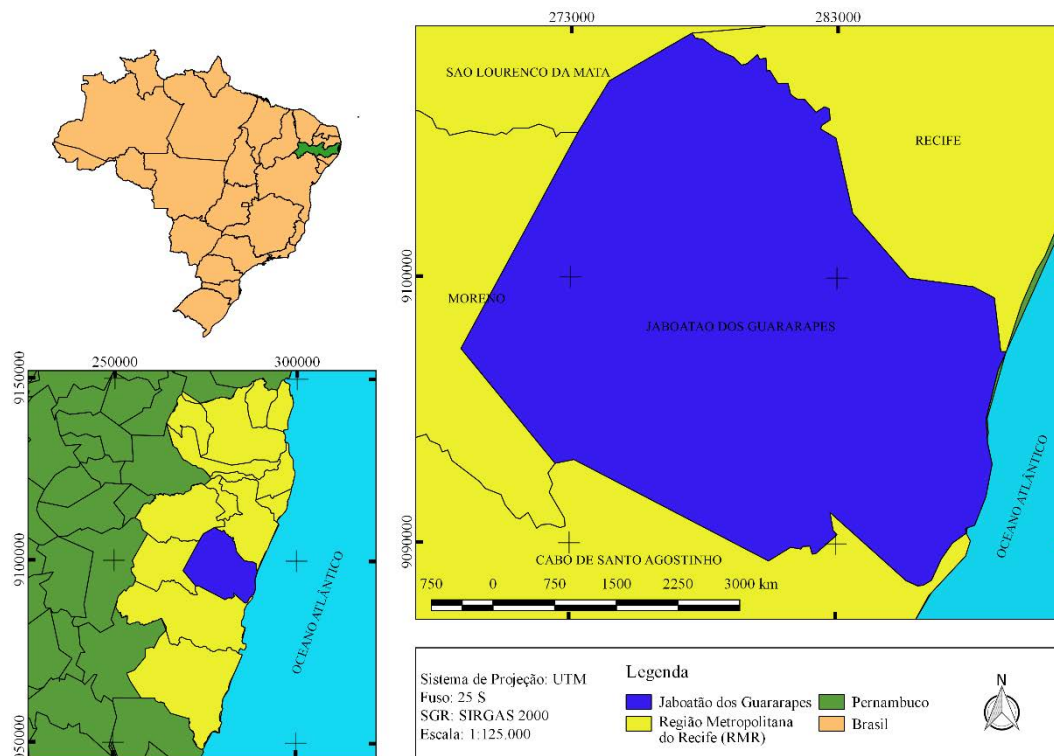 273000 283000
SAO LOURENCO DA MATA
RECIFE
9100000
MORENO
JABOATAO DOS GUARARAPES
9090000
CABO DE SANTO AGOSTINHO
OCEANO ATLÂNTICO
750 0 750 1500 2250 3000 km
250000 300000
9150000
9100000
9050000
OCEANO ATLÂNTICO
Sistema de Projeção: UTM
Fuso: 25 S
SGR: SIRGAS 2000
Escala: 1:125.000
Legenda
Jaboatão dos Guararapes
Região Metropolitana
do Recife (RMR)
Pernambuco
Brasil
N